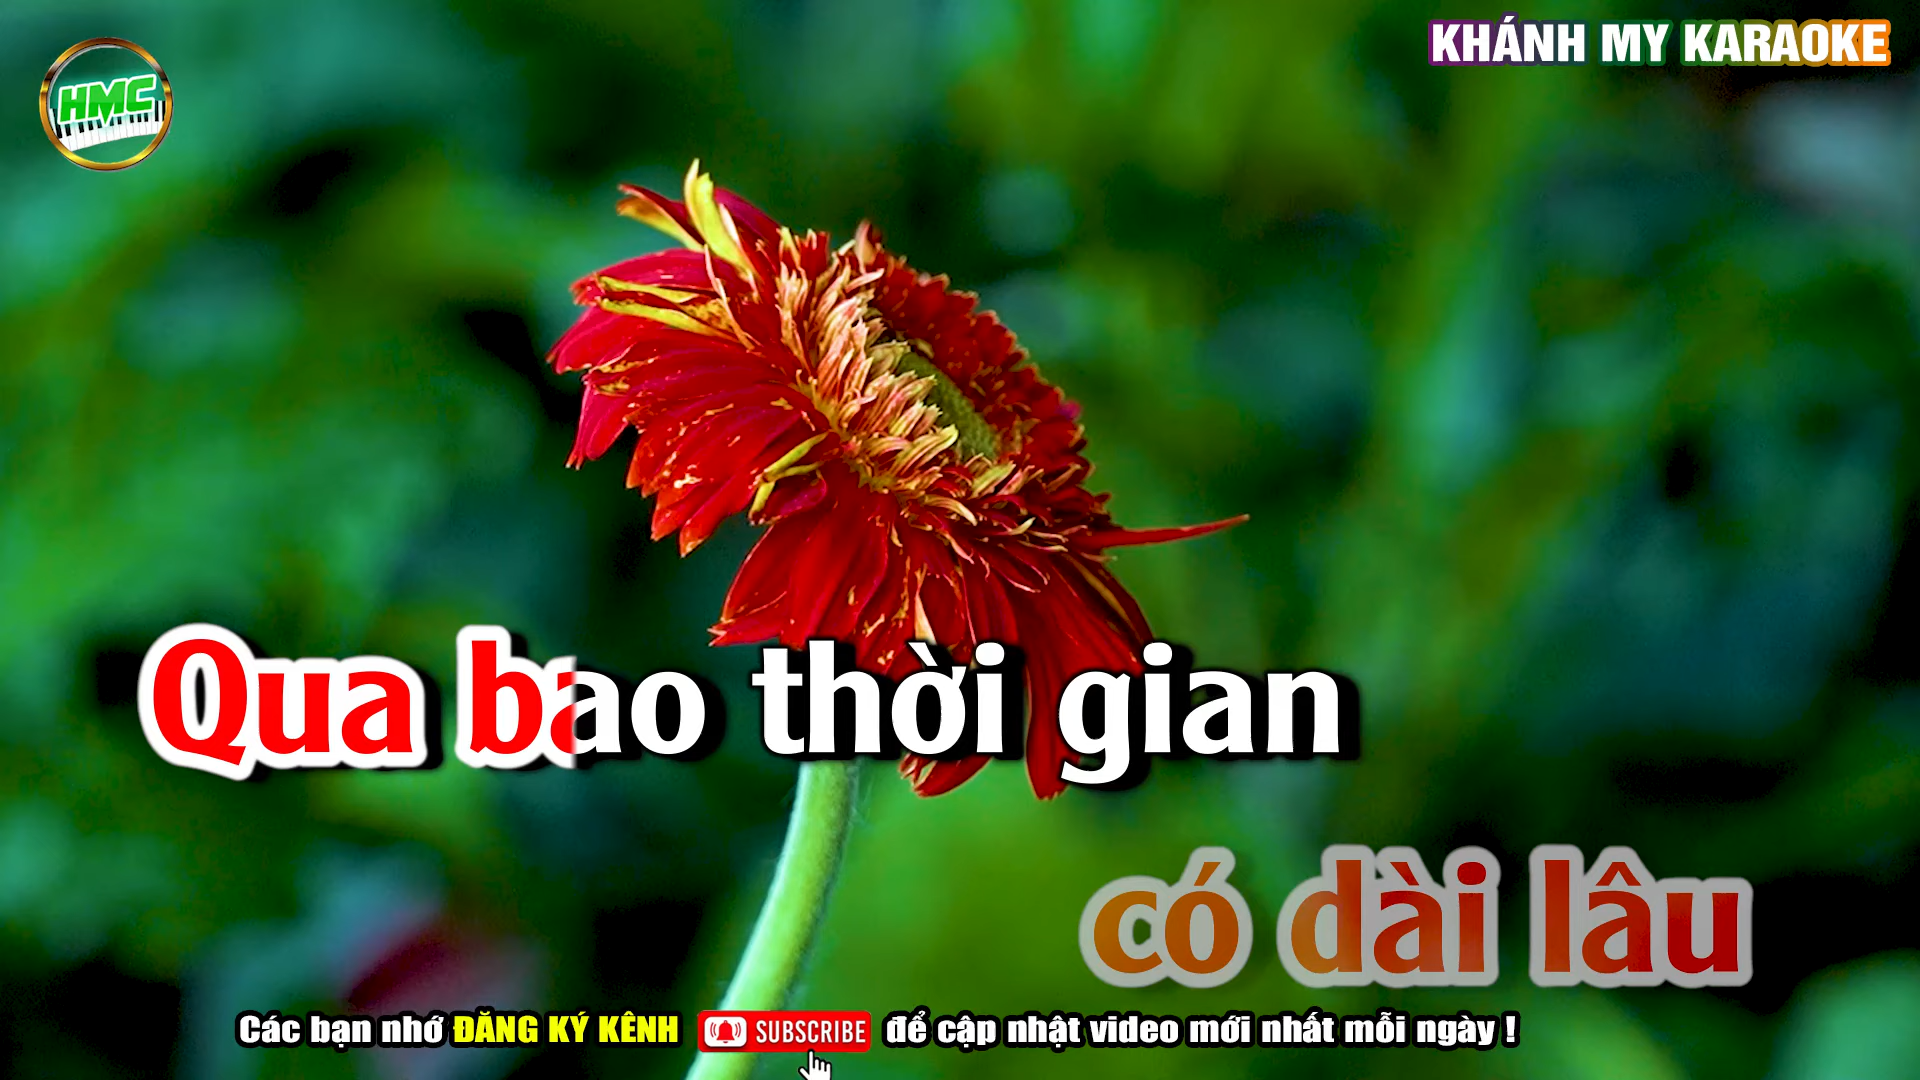 KHÁNH MY KARAOKE
HMC
Qua bao thời gian
có dài lâu
Các bạn nhớ ĐĂNG KÝ KÊNH SUBSCRIBE để cập nhật video mới nhất mỗi ngày !